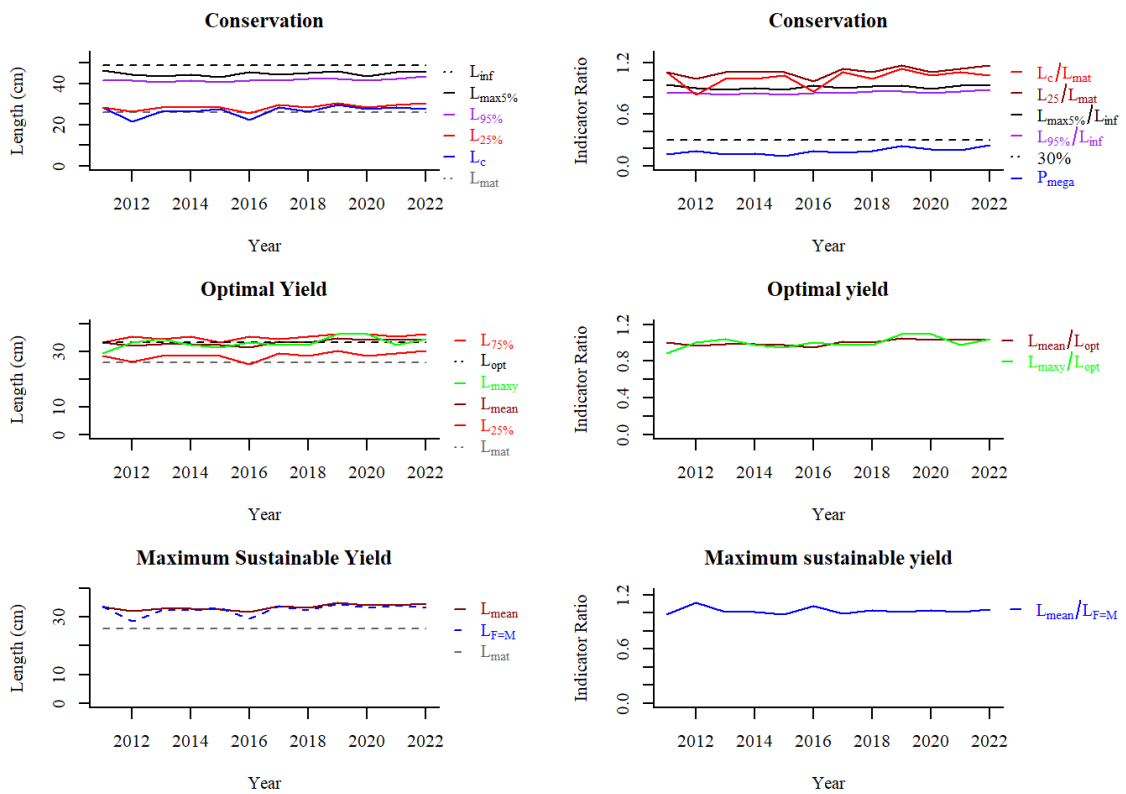 Conservation
Length (cm)
0 20 40
2012 2014 2016 2018 2020 2022
Year
Linf
Lmax5%
L95%
L25%
Lc
Lmat
Conservation
Indicator Ratio
0.0 0.6 1.2
2012 2014 2016 2018 2020 2022
Year
Lc/Lmat
L25/Lmat
Lmax5%/Linf
L95%/Linf
30%
Pmega
Optimal Yield
Length (cm)
0 10 30
2012 2014 2016 2018 2020 2022
Year
L75%
Lopt
Lmaxy
Lmean
L25%
Lmat
Optimal yield
Indicator Ratio
0.0 0.4 0.8 1.2
2012 2014 2016 2018 2020 2022
Year
Lmean/Lopt
Lmaxy/Lopt
Maximum Sustainable Yield
Length (cm)
0 10 30
2012 2014 2016 2018 2020 2022
Year
Lmean
LF=M
Lmat
Maximum sustainable yield
Indicator Ratio
0.0 0.6 1.2
2012 2014 2016 2018 2020 2022
Year
Lmean/LF=M